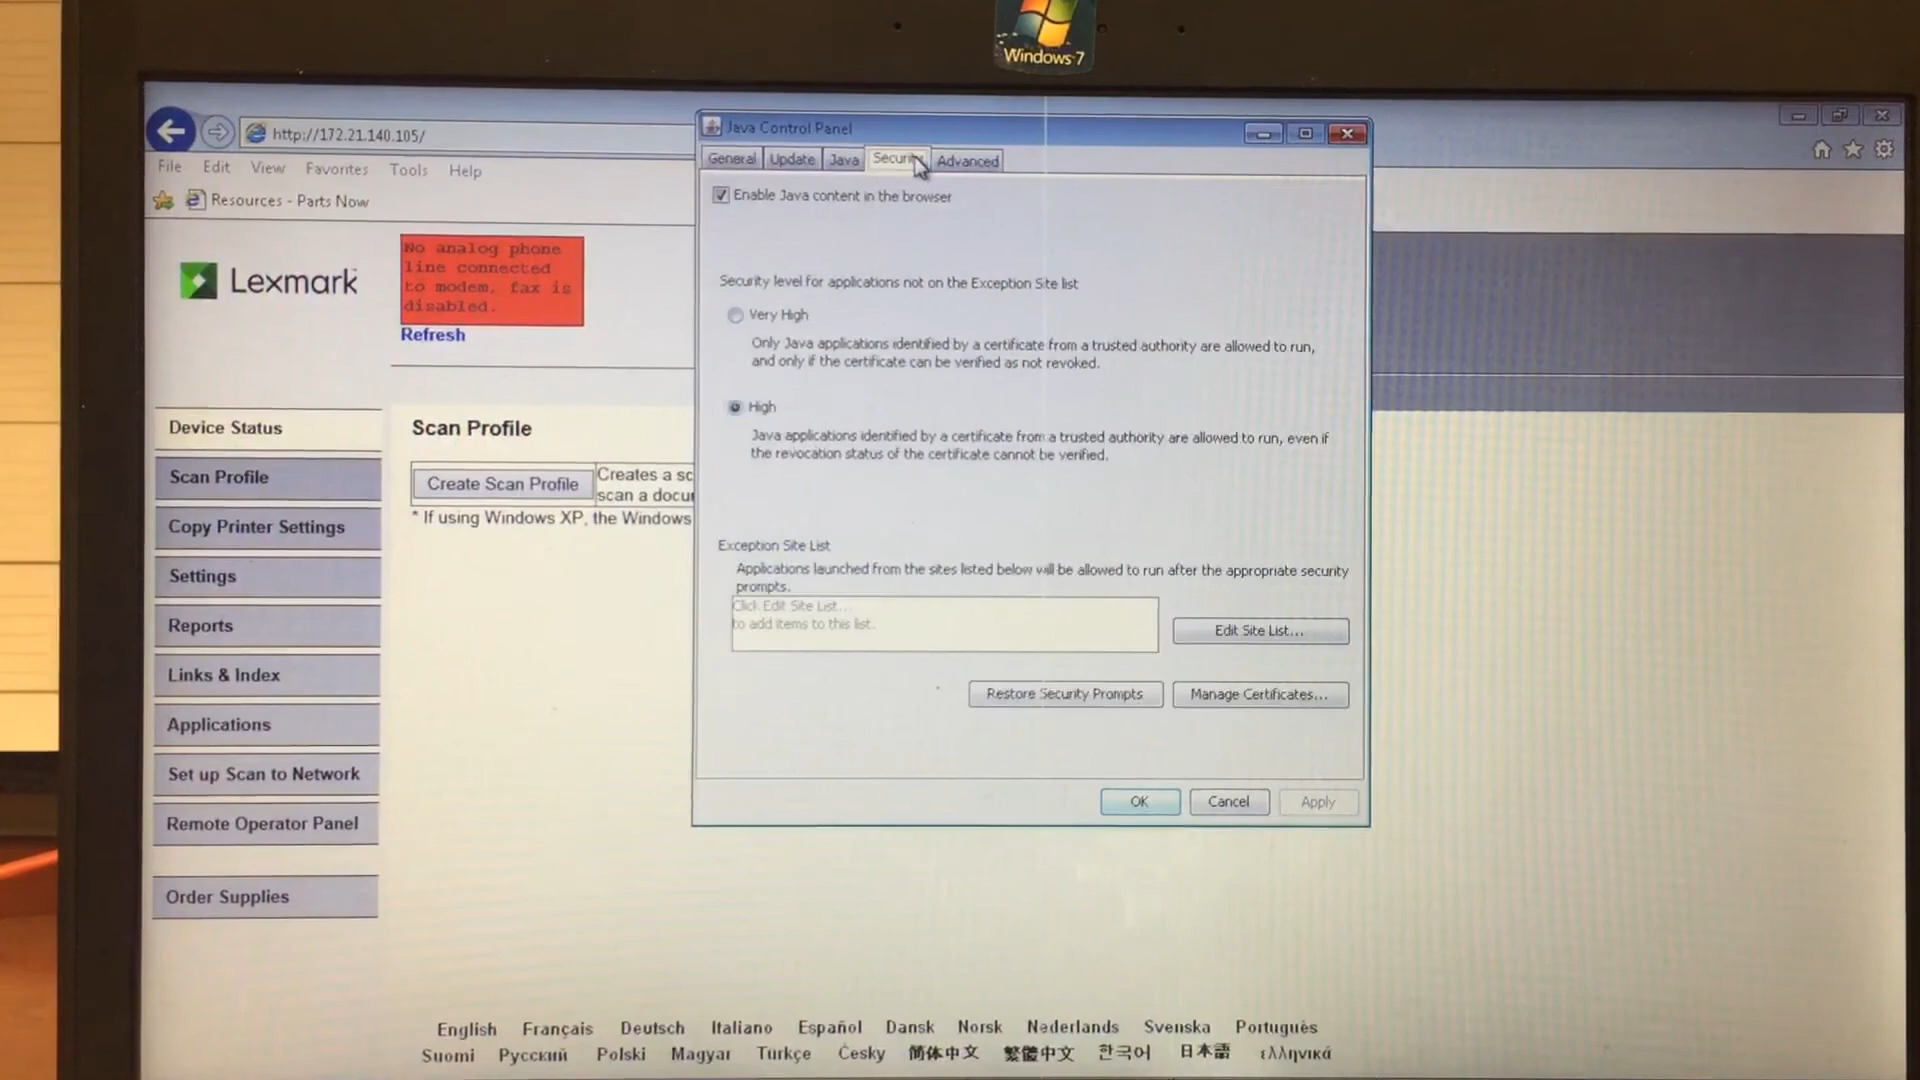 Windows 7
http://172.21.140.105/
File Edit View Favorites Tools Help
Resources - Parts Now
Lexmark
No analog phone
line connected
to modem, fax is
disabled.
Refresh
Device Status
Scan Profile
Copy Printer Settings
Settings
Reports
Links & Index
Applications
Set up Scan to Network
Remote Operator Panel
Order Supplies
Scan Profile
Create Scan Profile
Creates a sc
scan a docu
* If using Windows XP, the Windows
Java Control Panel
General Update Java Security Advanced
Enable Java content in the browser
Security level for applications not on the Exception Site list
Very High
Only Java applications identified by a certificate from a trusted authority are allowed to run,
and only if the certificate can be verified as not revoked.
High
Java applications identified by a certificate from a trusted authority are allowed to run, even if
the revocation status of the certificate cannot be verified.
Exception Site List
Applications launched from the sites listed below will be allowed to run after the appropriate security
prompts.
Click Edit Site List...
to add items to this list.
Edit Site List...
Restore Security Prompts
Manage Certificates...
OK
Cancel
Apply
English Français Deutsch Italiano Español Dansk Norsk Nederlands Svenska Português
Suomi Русский Polski Magyar Türkçe Česky 简体中文 繁體中文 한국어 日本語 ελληνικά